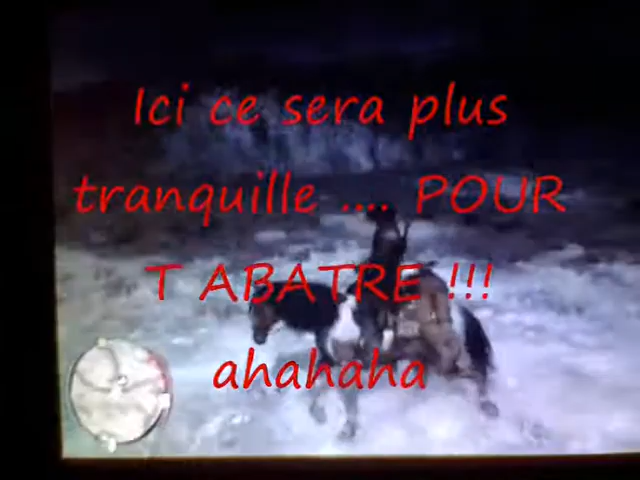 Ici ce sera plus
tranquille .... POUR
T ABATRE !!!
ahahaha